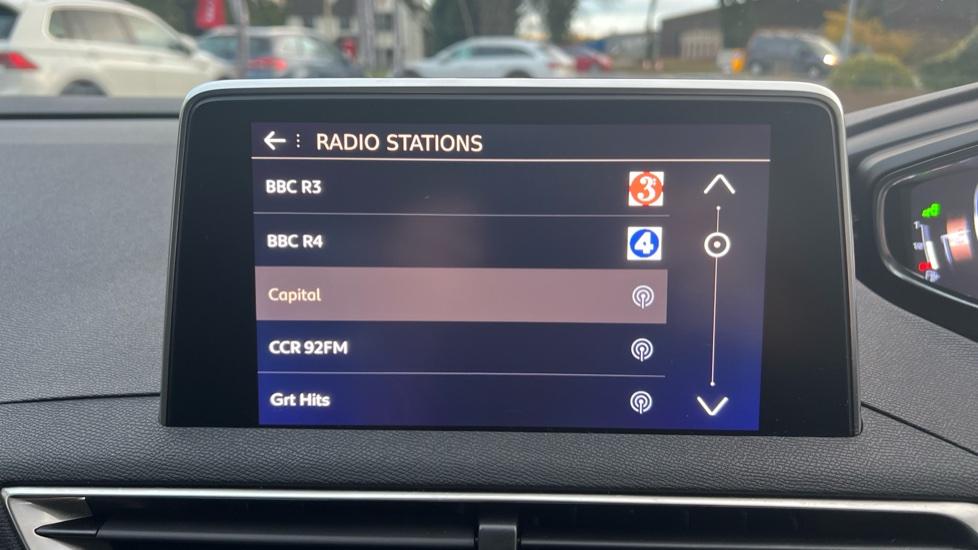 RADIO STATIONS
BBC R3
3
BBC R4
4
Capital
CCR 92FM
Grt Hits